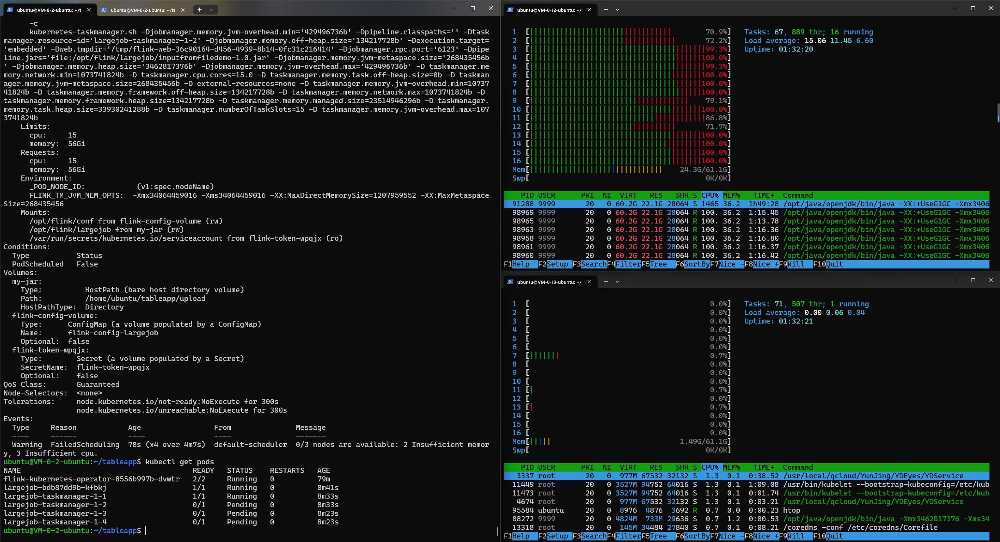 ubuntu@VM-0-2-ubuntu: ~/t
ubuntu@VM-0-2-ubuntu: ~/ta
      -c
      kubernetes-taskmanager.sh -Djobmanager.memory.jvm-overhead.min='429496736b' -Dpipeline.classpaths='' -Dtask
manager.resource-id='largejob-taskmanager-1-2' -Djobmanager.memory.off-heap.size='134217728b' -Dexecution.target=
'embedded' -Dweb.tmpdir='/tmp/flink-web-36c90164-d456-4939-8b14-0fc31c216414' -Djobmanager.rpc.port='6123' -Dpipe
line.jars='file:/opt/flink/largejob/inputfromfiledemo-1.0.jar' -Djobmanager.memory.jvm-metaspace.size='268435456b
' -Djobmanager.memory.heap.size='3462817376b' -Djobmanager.memory.jvm-overhead.max='429496736b' -D taskmanager.me
mory.network.min=1073741824b -D taskmanager.cpu.cores=15.0 -D taskmanager.memory.task.off-heap.size=0b -D taskman
ager.memory.jvm-metaspace.size=268435456b -D external-resources=none -D taskmanager.memory.jvm-overhead.min=10737
41824b -D taskmanager.memory.framework.off-heap.size=134217728b -D taskmanager.memory.network.max=1073741824b -D
taskmanager.memory.framework.heap.size=134217728b -D taskmanager.memory.managed.size=23514946296b -D taskmanager.
memory.task.heap.size=33930241288b -D taskmanager.numberOfTaskSlots=15 -D taskmanager.memory.jvm-overhead.max=107
3741824b
    Limits:
      cpu:     15
      memory:  56Gi
    Requests:
      cpu:     15
      memory:  56Gi
    Environment:
      _POD_NODE_ID:            (v1:spec.nodeName)
      FLINK_TM_JVM_MEM_OPTS:  -Xmx34064459016 -Xms34064459016 -XX:MaxDirectMemorySize=1207959552 -XX:MaxMetaspace
Size=268435456
    Mounts:
      /opt/flink/conf from flink-config-volume (rw)
      /opt/flink/largejob from my-jar (rw)
      /var/run/secrets/kubernetes.io/serviceaccount from flink-token-wpqjx (ro)
Conditions:
  Type           Status
  PodScheduled   False
Volumes:
  my-jar:
    Type:          HostPath (bare host directory volume)
    Path:          /home/ubuntu/tableapp/upload
    HostPathType:  Directory
  flink-config-volume:
    Type:      ConfigMap (a volume populated by a ConfigMap)
    Name:      flink-config-largejob
    Optional:  false
  flink-token-wpqjx:
    Type:        Secret (a volume populated by a Secret)
    SecretName:  flink-token-wpqjx
    Optional:    false
QoS Class:       Guaranteed
Node-Selectors:  <none>
Tolerations:     node.kubernetes.io/not-ready:NoExecute for 300s
                 node.kubernetes.io/unreachable:NoExecute for 300s
Events:
  Type     Reason            Age                 From               Message
  ----     ------            ----                ----               -------
  Warning  FailedScheduling  78s (x4 over 4m7s)  default-scheduler  0/3 nodes are available: 2 Insufficient memor
y, 3 Insufficient cpu.
ubuntu@VM-0-2-ubuntu:~/tableapp$ kubectl get pods
NAME                                        READY   STATUS    RESTARTS   AGE
flink-kubernetes-operator-8556b997b-dvwtr   2/2     Running   0          79m
largejob-bdb87dd9b-kfbkj                    1/1     Running   0          8m41s
largejob-taskmanager-1-1                    1/1     Running   0          8m33s
largejob-taskmanager-1-2                    0/1     Pending   0          8m33s
largejob-taskmanager-1-3                    0/1     Pending   0          8m23s
largejob-taskmanager-1-4                    0/1     Pending   0          8m23s
ubuntu@VM-0-2-ubuntu:~/tableapp$
ubuntu@VM-0-12-ubuntu: ~/
1 [70.9%] Tasks: 67, 889 thr; 16 running
2 [72.2%] Load average: 15.06 11.45 6.60
3 [99.3%] Uptime: 01:32:20
4 [100.0%]
5 [99.3%]
6 [100.0%]
7 [100.0%]
8 [100.0%]
9 [79.1%]
10 [100.0%]
11 [86.8%]
12 [71.7%]
13 [100.0%]
14 [100.0%]
15 [100.0%]
16 [100.0%]
Mem[24.3G/61.1G]
Swp[0K/0K]
PID USER PRI NI VIRT RES SHR S CPU% MEM% TIME+ Command
91288 9999 20 0 60.2G 22.1G 28064 S 1465 36.2 1h49:28 /opt/java/openjdk/bin/java -XX:+UseG1GC -Xmx3406
98969 9999 20 0 60.2G 22.1G 28064 R 100. 36.2 1:15.45 /opt/java/openjdk/bin/java -XX:+UseG1GC -Xmx3406
98965 9999 20 0 60.2G 22.1G 28064 R 100. 36.2 1:13.78 /opt/java/openjdk/bin/java -XX:+UseG1GC -Xmx3406
98963 9999 20 0 60.2G 22.1G 28064 R 100. 36.2 1:16.36 /opt/java/openjdk/bin/java -XX:+UseG1GC -Xmx3406
98958 9999 20 0 60.2G 22.1G 28064 R 100. 36.2 1:16.80 /opt/java/openjdk/bin/java -XX:+UseG1GC -Xmx3406
98961 9999 20 0 60.2G 22.1G 28064 R 100. 36.2 1:16.37 /opt/java/openjdk/bin/java -XX:+UseG1GC -Xmx3406
98960 9999 20 0 60.2G 22.1G 28064 R 100. 36.2 1:16.42 /opt/java/openjdk/bin/java -XX:+UseG1GC -Xmx3406
F1Help F2Setup F3SearchF4FilterF5Tree F6SortByF7Nice -F8Nice +F9Kill F10Quit
ubuntu@VM-0-10-ubuntu: ~/
1 [0.0%] Tasks: 71, 507 thr; 1 running
2 [0.0%] Load average: 0.00 0.06 0.04
3 [0.0%] Uptime: 01:32:21
4 [0.0%]
5 [0.0%]
6 [0.0%]
7 [0.7%]
8 [0.0%]
9 [0.0%]
10 [0.0%]
11 [0.7%]
12 [0.0%]
13 [0.7%]
14 [0.0%]
15 [0.0%]
16 [0.0%]
Mem[1.49G/61.1G]
Swp[0K/0K]
PID USER PRI NI VIRT RES SHR S CPU% MEM% TIME+ Command
3337 root 20 0 977M 67532 32132 S 1.3 0.1 0:38.52 /usr/local/qcloud/YunJing/YDEyes/YDService
11449 root 20 0 3527M 94752 64016 S 1.3 0.1 1:09.08 /usr/bin/kubelet --bootstrap-kubeconfig=/etc/kub
11473 root 20 0 3527M 94752 64016 S 1.3 0.1 0:01.74 /usr/bin/kubelet --bootstrap-kubeconfig=/etc/kub
4674 root 20 0 977M 67532 32132 S 1.3 0.1 0:03.21 /usr/local/qcloud/YunJing/YDEyes/YDService
95584 ubuntu 20 0 8976 4876 3692 R 0.7 0.0 0:00.23 htop
88272 9999 20 0 4824M 733M 29636 S 0.7 1.2 0:00.53 /opt/java/openjdk/bin/java -Xmx3462817376 -Xms34
13318 root 20 0 145M 34484 27840 S 0.7 0.1 0:08.21 /coredns -conf /etc/coredns/Corefile
F1Help F2Setup F3SearchF4FilterF5Tree F6SortByF7Nice -F8Nice +F9Kill F10Quit